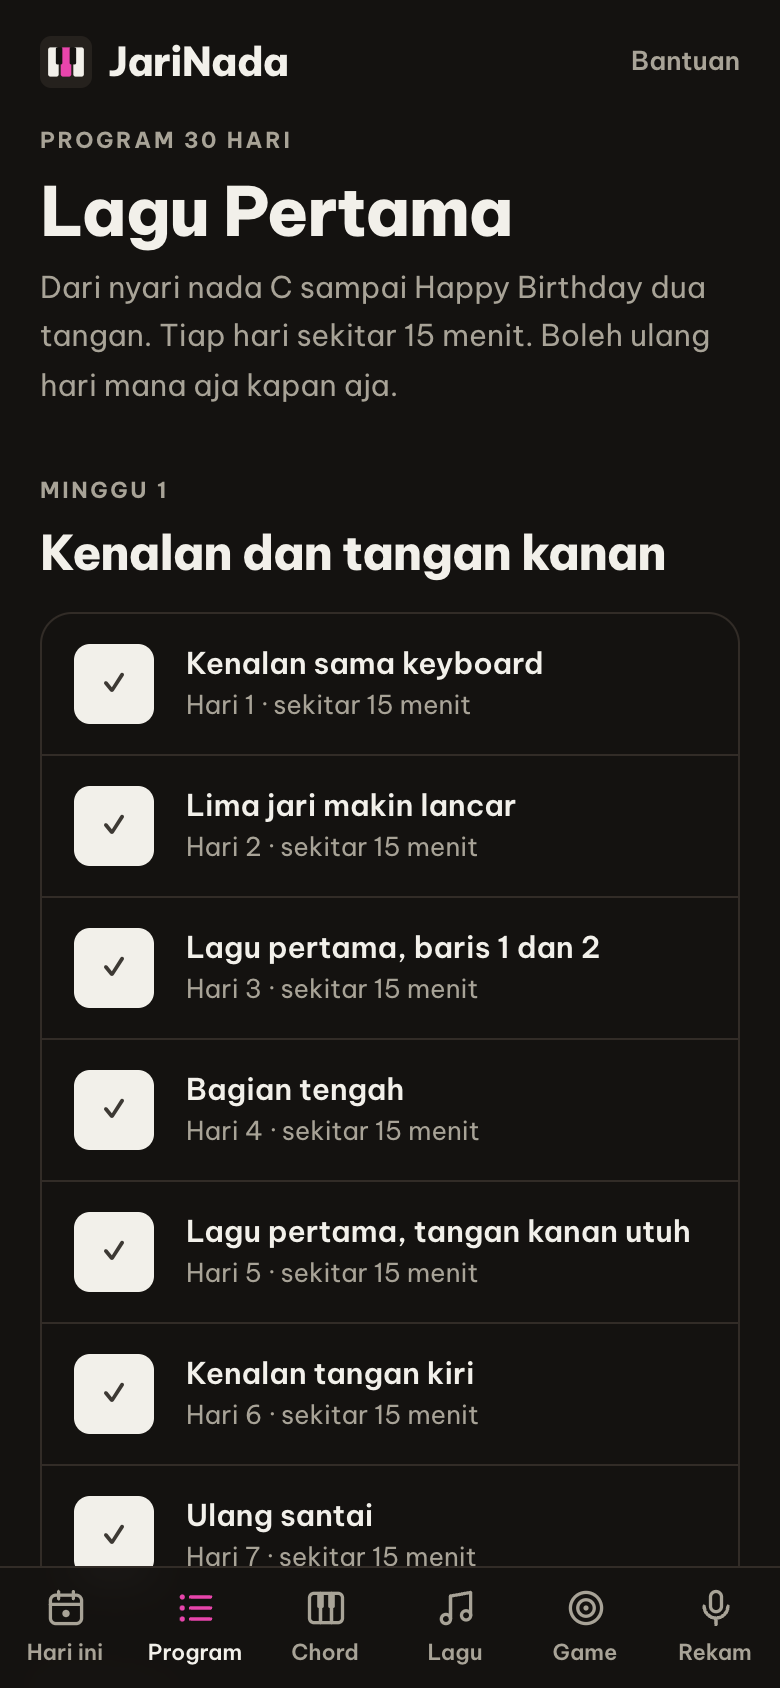 JariNada
Bantuan
PROGRAM 30 HARI
Lagu Pertama
Dari nyari nada C sampai Happy Birthday dua
tangan. Tiap hari sekitar 15 menit. Boleh ulang
hari mana aja kapan aja.
MINGGU 1
Kenalan dan tangan kanan
Kenalan sama keyboard
Hari 1 · sekitar 15 menit
Lima jari makin lancar
Hari 2 · sekitar 15 menit
Lagu pertama, baris 1 dan 2
Hari 3 · sekitar 15 menit
Bagian tengah
Hari 4 · sekitar 15 menit
Lagu pertama, tangan kanan utuh
Hari 5 · sekitar 15 menit
Kenalan tangan kiri
Hari 6 · sekitar 15 menit
Ulang santai
Hari 7 · sekitar 15 menit
Hari ini
Program
Chord
Lagu
Game
Rekam